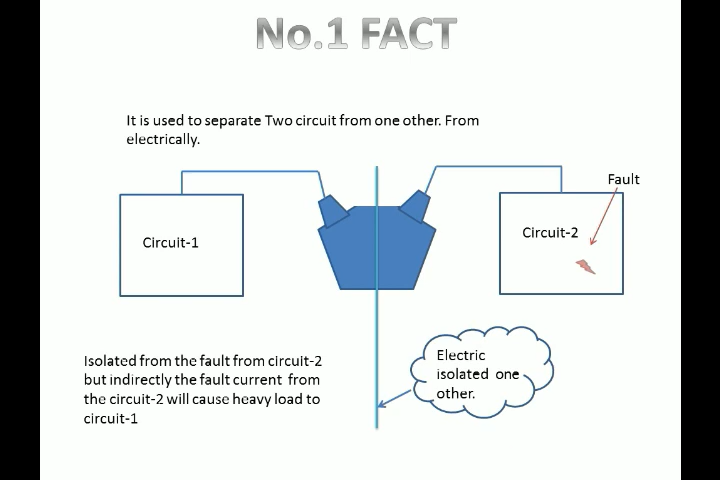 No.1 FACT
It is used to separate Two circuit from one other. From
electrically.
Fault
Circuit-1
Circuit-2
Electric
isolated one
other.
Isolated from the fault from circuit-2
but indirectly the fault current from
the circuit-2 will cause heavy load to
circuit-1